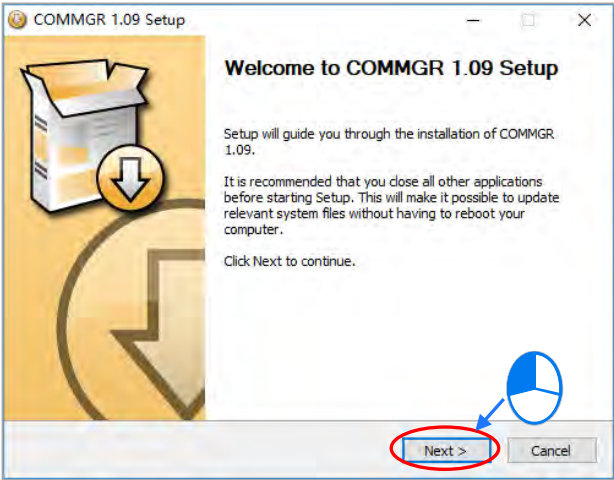 COMMGR 1.09 Setup
Welcome to COMMGR 1.09 Setup
Setup will guide you through the installation of COMMGR
1.09.
It is recommended that you close all other applications
before starting Setup. This will make it possible to update
relevant system files without having to reboot your
computer.
Click Next to continue.
Next >
Cancel